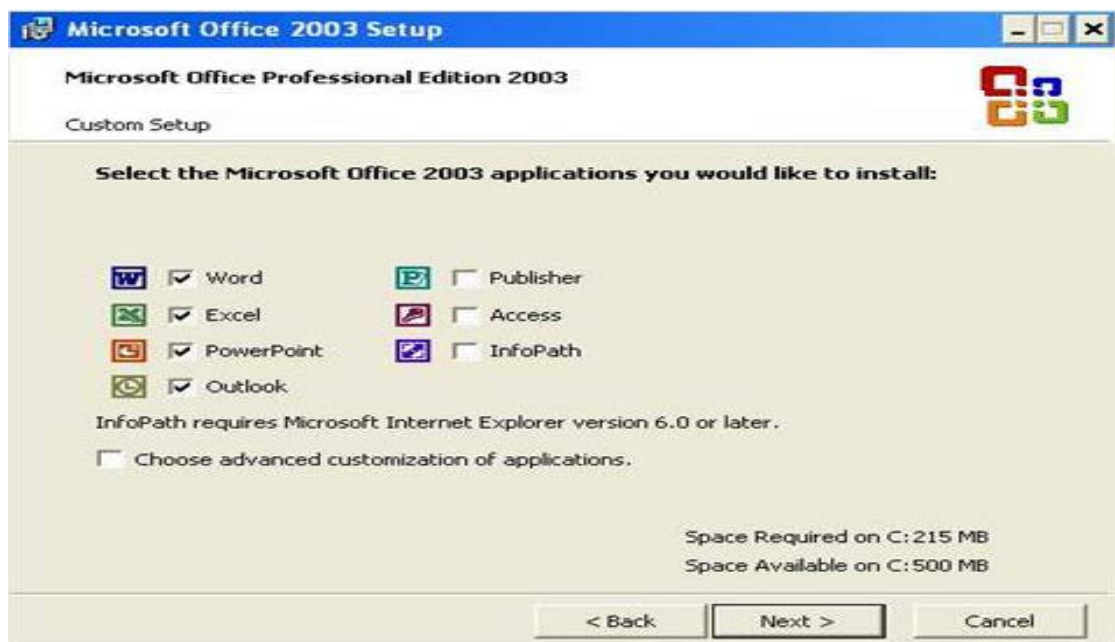 Microsoft Office 2003 Setup
Microsoft Office Professional Edition 2003
Custom Setup
Select the Microsoft Office 2003 applications you would like to install:
Word
Publisher
Excel
Access
PowerPoint
InfoPath
Outlook
InfoPath requires Microsoft Internet Explorer version 6.0 or later.
Choose advanced customization of applications.
Space Required on C: 215 MB
Space Available on C: 500 MB
< Back
Next >
Cancel